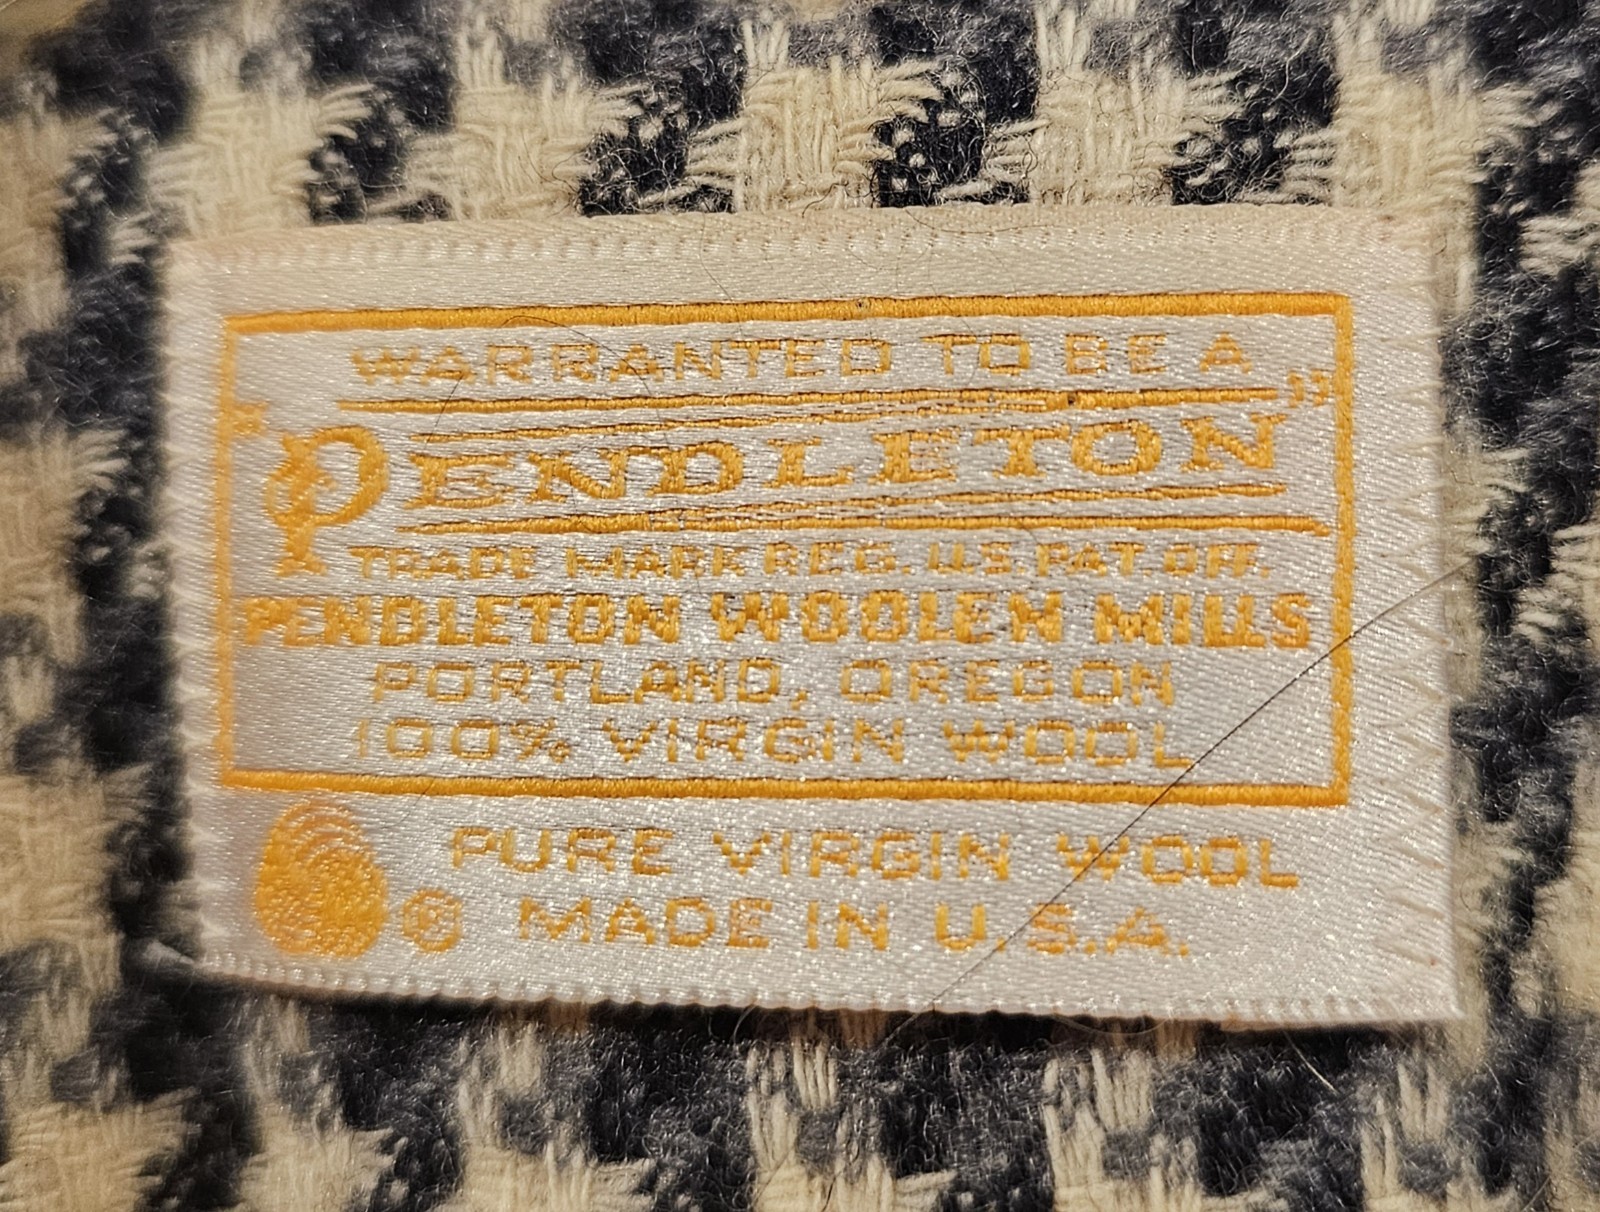 WARRANTED TO BE A
"PENDLETON"
TRADE MARK REG. U.S. PAT. OFF.
PENDLETON WOOLEN MILLS
PORTLAND, OREGON
100% VIRGIN WOOL
PURE VIRGIN WOOL
® MADE IN U.S.A.